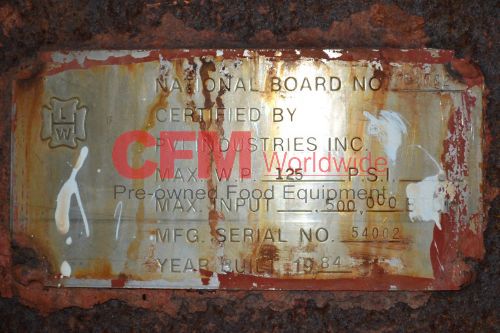 NATIONAL BOARD NO.
H
L W
CERTIFIED BY
PVI INDUSTRIES INC.
CFM Worldwide
MAX. W.P. 125 P.S.I.
Pre-owned Food Equipment
MAX. INPUT 500,000
MFG. SERIAL NO. 54002
YEAR BUILT 1984